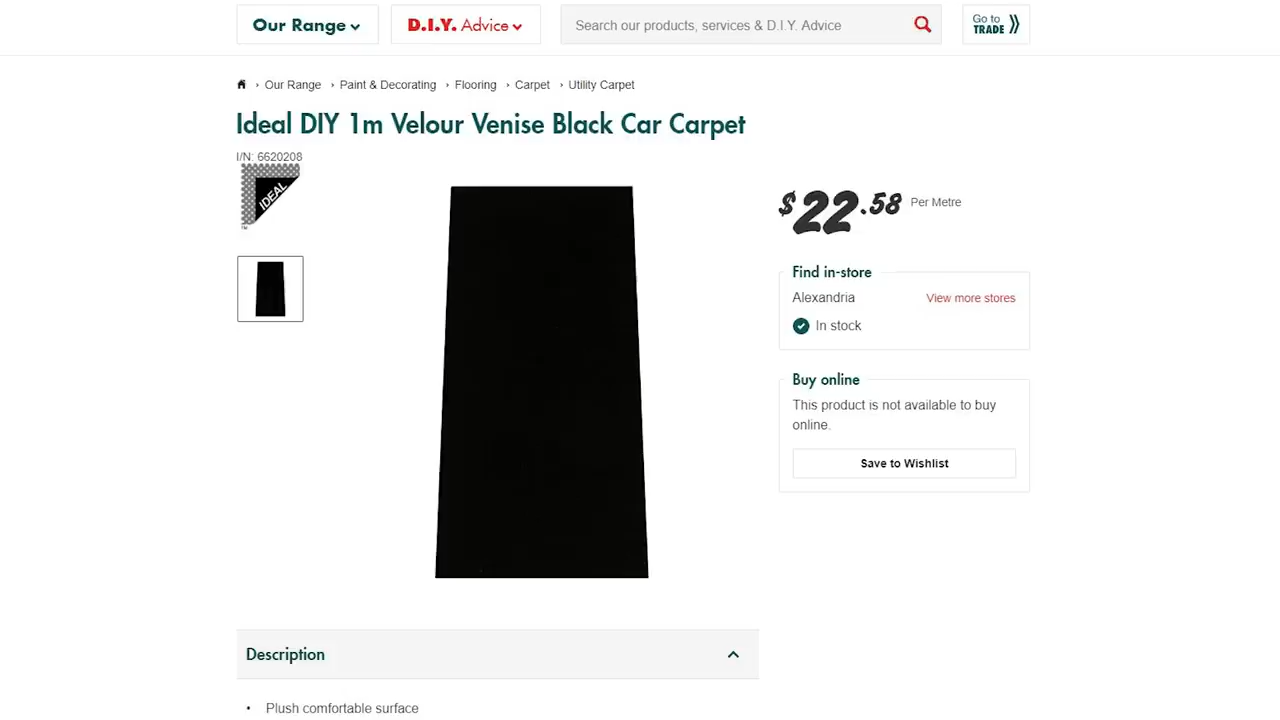 Our Range
D.I.Y. Advice
Search our products, services & D.I.Y. Advice
Go to
TRADE
› Our Range › Paint & Decorating › Flooring › Carpet › Utility Carpet
Ideal DIY 1m Velour Venise Black Car Carpet
I/N: 6620208
IDEAL
TM
$22.58 Per Metre
Find in-store
Alexandria
View more stores
In stock
Buy online
This product is not available to buy
online.
Save to Wishlist
Description
• Plush comfortable surface